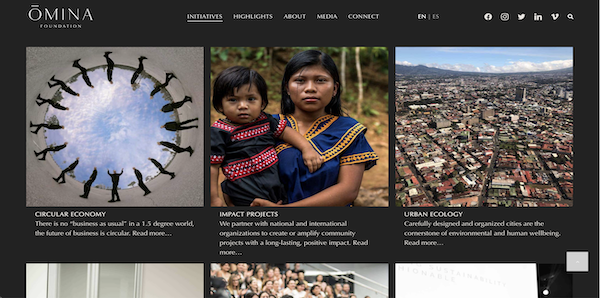 ŌMINA
FOUNDATION
INITIATIVES HIGHLIGHTS ABOUT MEDIA CONNECT
EN | ES
CIRCULAR ECONOMY
There is no “business as usual” in a 1.5 degree world,
the future of business is circular. Read more…
IMPACT PROJECTS
We partner with national and international
organizations to create or amplify community
projects with a long-lasting, positive impact. Read
more…
URBAN ECOLOGY
Carefully designed and organized cities are the
cornerstone of environmental and human wellbeing.
Read more…
SUSTAINABILITY